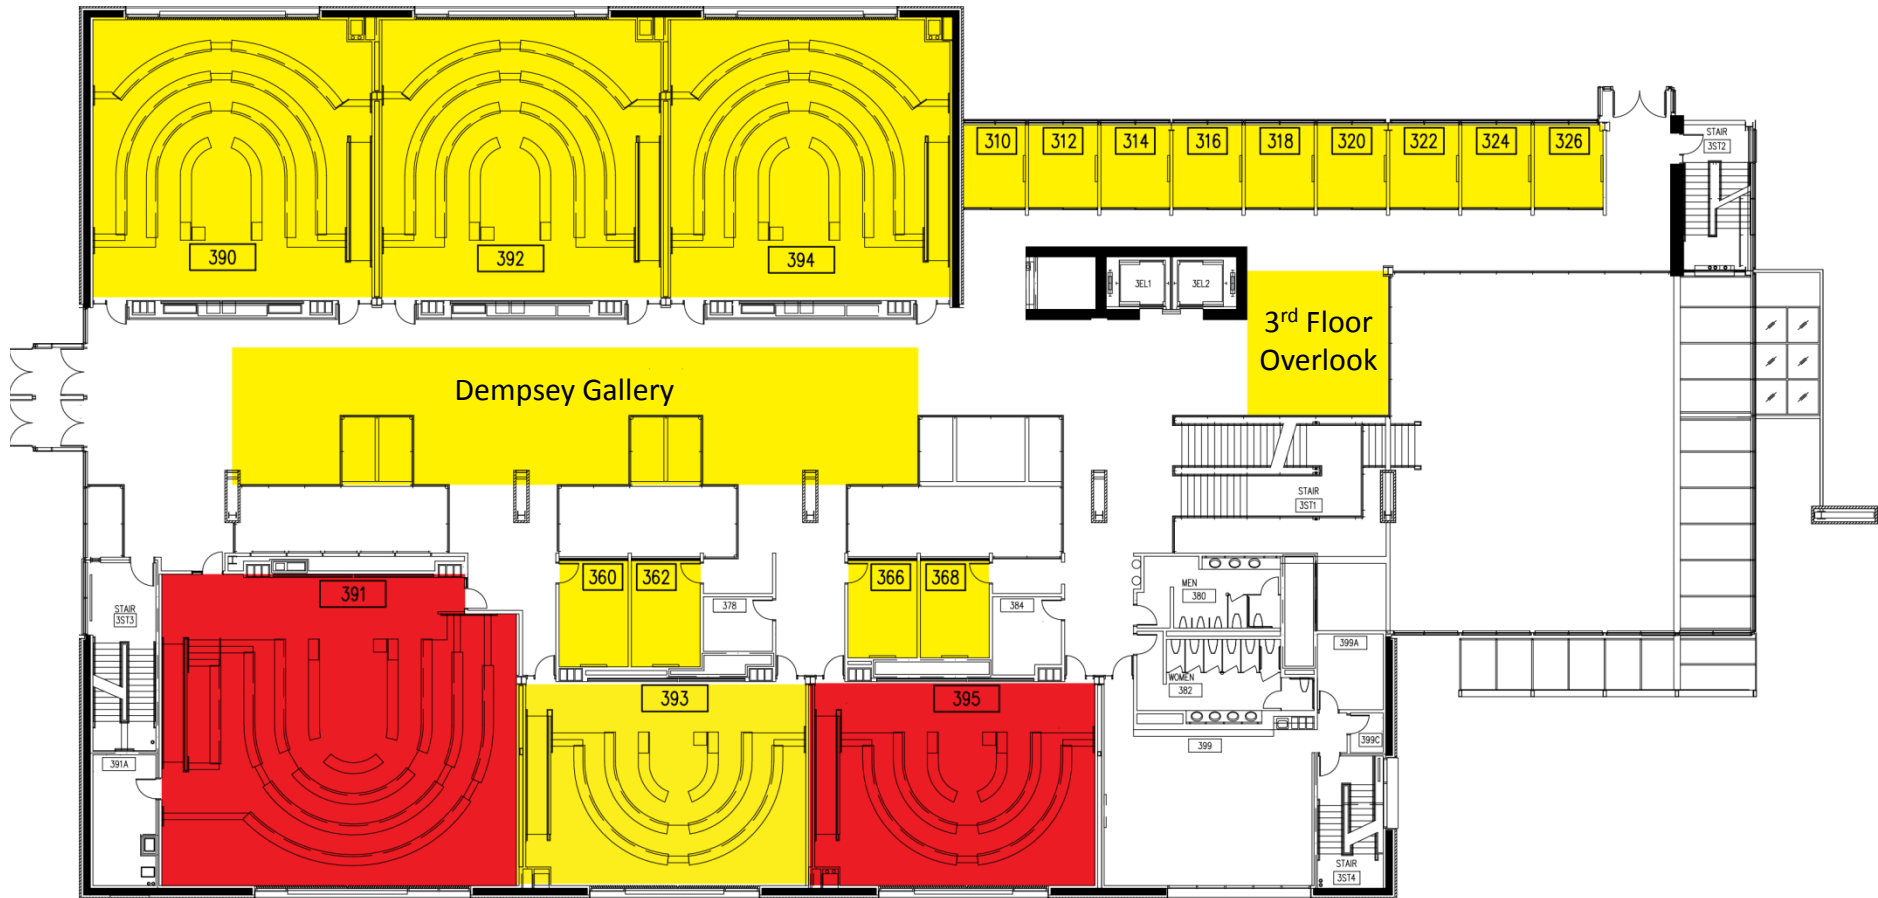 310
312
314
316
318
320
322
324
326
STAIR
3ST2
390
392
394
3EL1
3EL2
3rd Floor
Overlook
Dempsey Gallery
STAIR
3ST1
360
362
366
368
391
378
384
MEN
380
399A
STAIR
3ST3
WOMEN
382
393
395
399
399C
391A
STAIR
3ST4